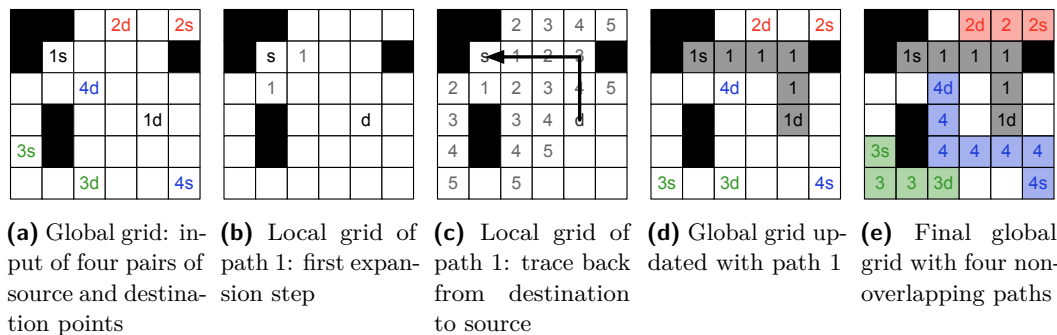 2d 2s
1s
4d
1d
3s
3d 4s
(a) Global grid: in-
put of four pairs of
source and destina-
tion points
s 1
1
d
(b) Local grid of
path 1: first expan-
sion step
2 3 4 5
s 1 2 3
2 1 2 3 4 5
3 3 4 d
4 4 5
5 5
(c) Local grid of
path 1: trace back
from destination
to source
2d 2s
1s 1 1 1
4d 1
1d
3s 3d 4s
(d) Global grid up-
dated with path 1
2d 2 2s
1s 1 1 1
4d 1
4 1d
3s 4 4 4 4
3 3 3d 4s
(e) Final global
grid with four non-
overlapping paths